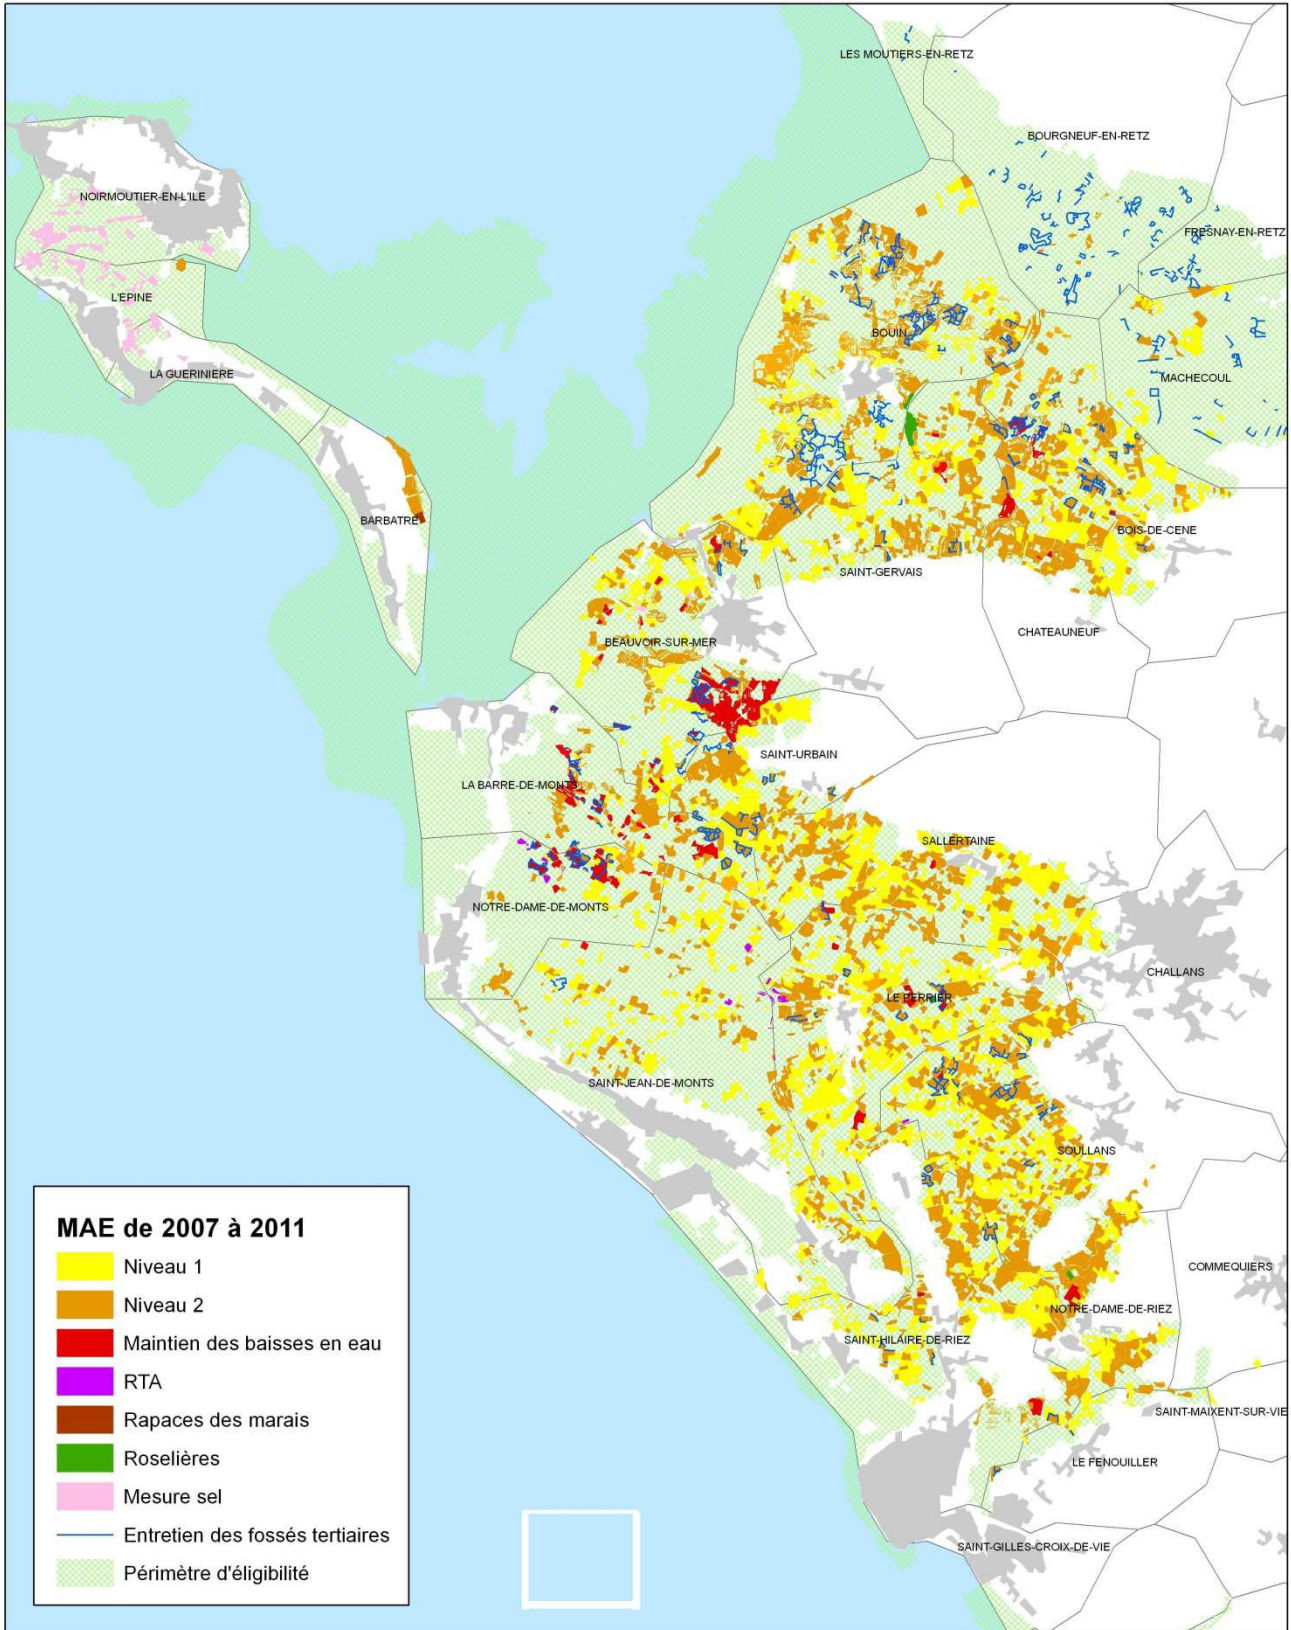 LES MOUTIERS-EN-RETZ
BOURGNEUF-EN-RETZ
NOIRMOUTIER-EN-L'ILE
FRESNAY-EN-RETZ
L'EPINE
BOUIN
LA GUERINIERE
MACHECOUL
BARBATRE
BOIS-DE-CENE
SAINT-GERVAIS
CHATEAUNEUF
BEAUVOIR-SUR-MER
SAINT-URBAIN
LA BARRE-DE-MONTS
SALLERTAINE
NOTRE-DAME-DE-MONTS
CHALLANS
LE PERRIER
SAINT-JEAN-DE-MONTS
SOULLANS
COMMEQUIERS
NOTRE-DAME-DE-RIEZ
SAINT-HILAIRE-DE-RIEZ
SAINT-MAIXENT-SUR-VIE
LE FENOUILLER
SAINT-GILLES-CROIX-DE-VIE
MAE de 2007 à 2011
Niveau 1
Niveau 2
Maintien des baisses en eau
RTA
Rapaces des marais
Roselières
Mesure sel
Entretien des fossés tertiaires
Périmètre d'éligibilité